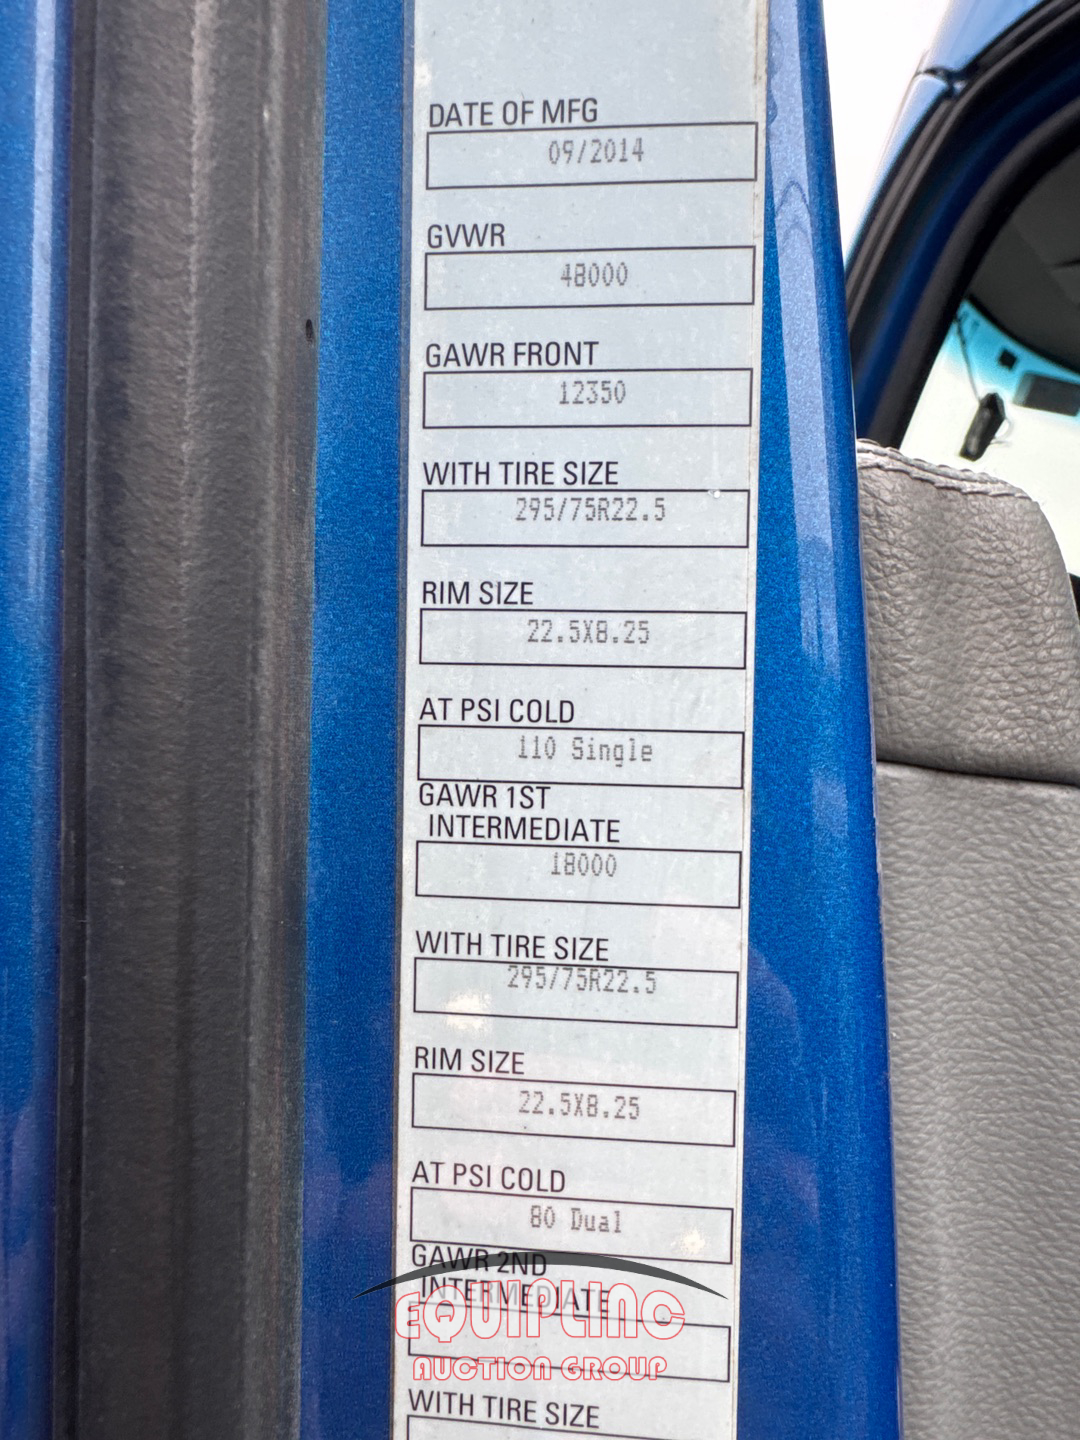 DATE OF MFG
09/2014
GVWR
48000
GAWR FRONT
12350
WITH TIRE SIZE
295/75R22.5
RIM SIZE
22.5X8.25
AT PSI COLD
110 Single
GAWR 1ST
INTERMEDIATE
18000
WITH TIRE SIZE
295/75R22.5
RIM SIZE
22.5X8.25
AT PSI COLD
80 Dual
GAWR 2ND
INTERMEDIATE
EQUIPLINC
AUCTION GROUP
WITH TIRE SIZE